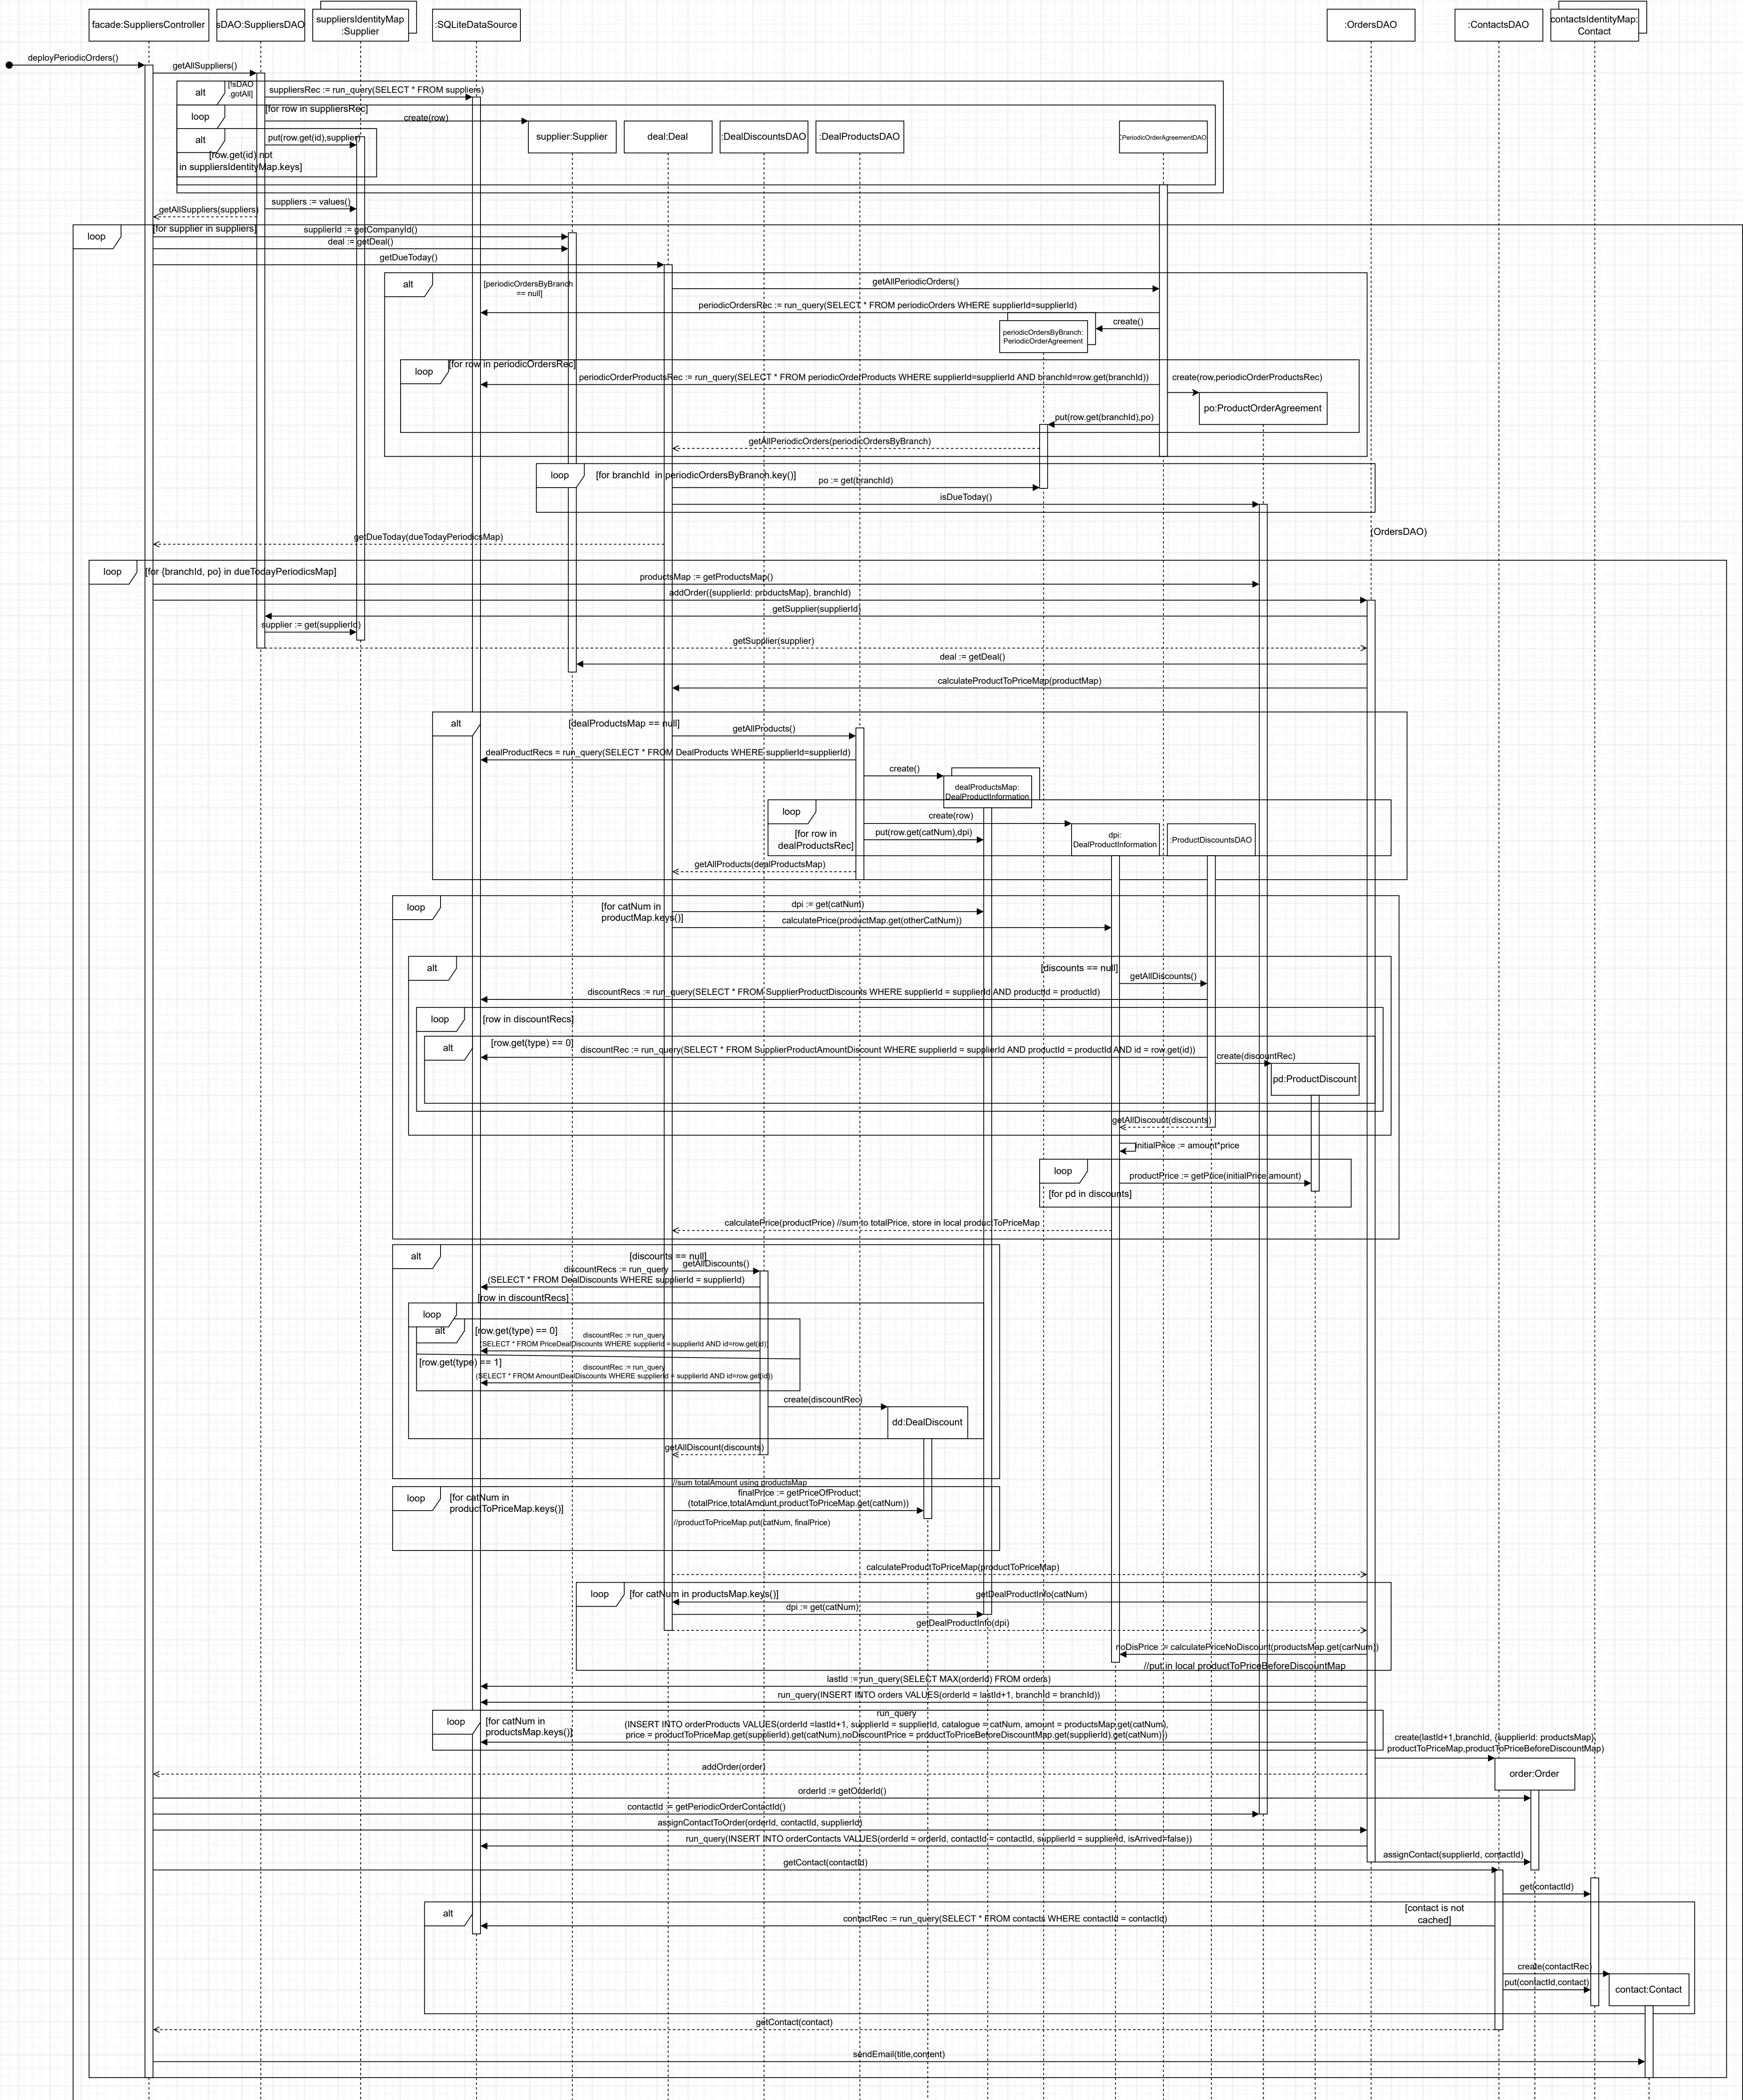 facade:SuppliersController
sDAO:SuppliersDAO
suppliersIdentityMap
:Supplier
:SQLiteDataSource
:OrdersDAO
:ContactsDAO
contactsIdentityMap:
Contact
deployPeriodicOrders()
getAllSuppliers()
alt
[!sDAO
.gotAll]
suppliersRec := run_query(SELECT * FROM suppliers)
loop
[for row in suppliersRec]
create(row)
supplier:Supplier
deal:Deal
:DealDiscountsDAO
:DealProductsDAO
:PeriodicOrderAgreementDAO
alt
put(row.get(id),supplier)
[row.get(id) not
in suppliersIdentityMap.keys]
suppliers := values()
getAllSuppliers(suppliers)
loop
[for supplier in suppliers]
supplierId := getCompanyId()
deal := getDeal()
getDueToday()
alt
[periodicOrdersByBranch
== null]
getAllPeriodicOrders()
periodicOrdersRec := run_query(SELECT * FROM periodicOrders WHERE supplierId=supplierId)
create()
periodicOrdersByBranch:
PeriodicOrderAgreement
loop
[for row in periodicOrdersRec]
periodicOrderProductsRec := run_query(SELECT * FROM periodicOrderProducts WHERE supplierId=supplierId AND branchId=row.get(branchId))
create(row,periodicOrderProductsRec)
po:ProductOrderAgreement
put(row.get(branchId),po)
getAllPeriodicOrders(periodicOrdersByBranch)
loop
[for branchId in periodicOrdersByBranch.key()]
po := get(branchId)
isDueToday()
(OrdersDAO)
getDueToday(dueTodayPeriodicsMap)
loop
[for {branchId, po} in dueTodayPeriodicsMap]
productsMap := getProductsMap()
addOrder({supplierId: productsMap}, branchId)
getSupplier(supplierId)
supplier := get(supplierId)
getSupplier(supplier)
deal := getDeal()
calculateProductToPriceMap(productMap)
alt
[dealProductsMap == null]
getAllProducts()
dealProductRecs = run_query(SELECT * FROM DealProducts WHERE supplierId=supplierId)
create()
dealProductsMap:
DealProductInformation
loop
create(row)
[for row in
dealProductsRec]
put(row.get(catNum),dpi)
dpi:
DealProductInformation
:ProductDiscountsDAO
getAllProducts(dealProductsMap)
loop
[for catNum in
productMap.keys()]
dpi := get(catNum)
calculatePrice(productMap.get(otherCatNum))
alt
[discounts == null]
getAllDiscounts()
discountRecs := run_query(SELECT * FROM SupplierProductDiscounts WHERE supplierId = supplierId AND productId = productId)
loop
[row in discountRecs]
alt
[row.get(type) == 0]
discountRec := run_query(SELECT * FROM SupplierProductAmountDiscount WHERE supplierId = supplierId AND productId = productId AND id = row.get(id))
create(discountRec)
pd:ProductDiscount
getAllDiscount(discounts)
initialPrice := amount*price
loop
productPrice := getPrice(initialPrice,amount)
[for pd in discounts]
calculatePrice(productPrice) //sum to totalPrice, store in local productToPriceMap
alt
[discounts == null]
getAllDiscounts()
discountRecs := run_query
(SELECT * FROM DealDiscounts WHERE supplierId = supplierId)
[row in discountRecs]
loop
alt
[row.get(type) == 0]
discountRec := run_query
(SELECT * FROM PriceDealDiscounts WHERE supplierId = supplierId AND id=row.get(id))
[row.get(type) == 1]
discountRec := run_query
(SELECT * FROM AmountDealDiscounts WHERE supplierId = supplierId AND id=row.get(id))
create(discountRec)
dd:DealDiscount
getAllDiscount(discounts)
//sum totalAmount using productsMap
loop
[for catNum in
productToPriceMap.keys()]
finalPrice := getPriceOfProduct
(totalPrice,totalAmount,productToPriceMap.get(catNum))
//productToPriceMap.put(catNum, finalPrice)
calculateProductToPriceMap(productToPriceMap)
loop
[for catNum in productsMap.keys()]
getDealProductInfo(catNum)
dpi := get(catNum)
getDealProductInfo(dpi)
noDisPrice := calculatePriceNoDiscount(productsMap.get(carNum))
//put in local productToPriceBeforeDiscountMap
lastId := run_query(SELECT MAX(orderId) FROM orders)
run_query(INSERT INTO orders VALUES(orderId = lastId+1, branchId = branchId))
loop
[for catNum in
productsMap.keys()]
run_query
(INSERT INTO orderProducts VALUES(orderId =lastId+1, supplierId = supplierId, catalogue = catNum, amount = productsMap.get(catNum),
price = productToPriceMap.get(supplierId).get(catNum),noDiscountPrice = productToPriceBeforeDiscountMap.get(supplierId).get(catNum)))
create(lastId+1,branchId, {supplierId: productsMap},
productToPriceMap,productToPriceBeforeDiscountMap)
order:Order
addOrder(order)
orderId := getOrderId()
contactId := getPeriodicOrderContactId()
assignContactToOrder(orderId, contactId, supplierId)
run_query(INSERT INTO orderContacts VALUES(orderId = orderId, contactId = contactId, supplierId = supplierId, isArrived=false))
assignContact(supplierId, contactId)
getContact(contactId)
get(contactId)
alt
[contact is not
cached]
contactRec := run_query(SELECT * FROM contacts WHERE contactId = contactId)
create(contactRec)
put(contactId,contact)
contact:Contact
getContact(contact)
sendEmail(title,content)